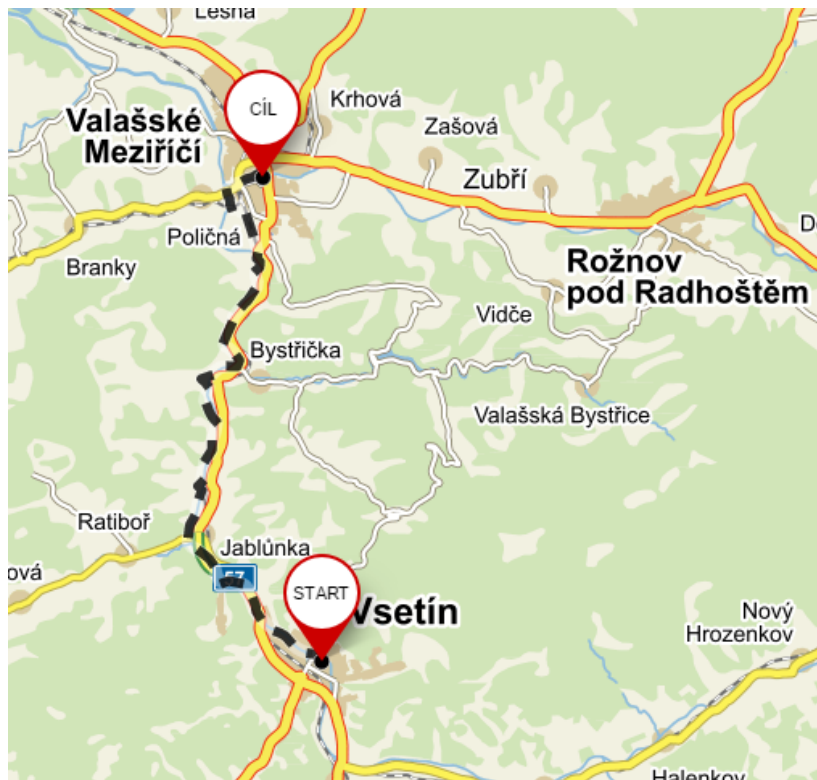 Lešná
CÍL
Krhová
Valašské
Meziříčí
Zašová
Zubří
Poličná
Branky
Rožnov
pod Radhoštěm
Vidče
Bystřička
Valašská Bystřice
Ratiboř
Jablůnka
ová
57
START
Vsetín
Nový
Hrozenkov
Halenkov